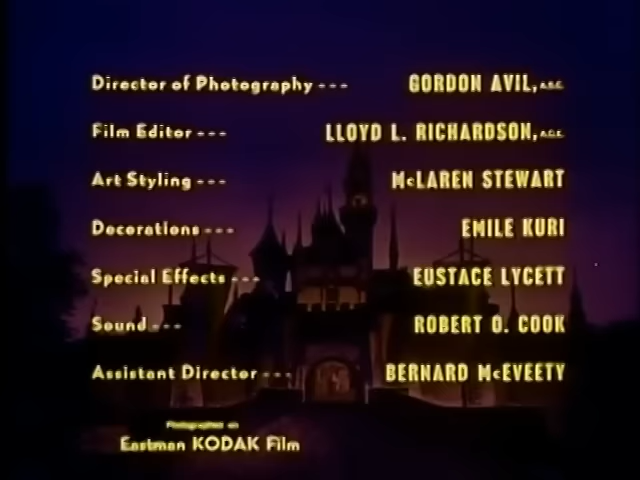 Director of Photography --- GORDON AVIL, A.S.C.
Film Editor --- LLOYD L. RICHARDSON, A.C.E.
Art Styling --- McLAREN STEWART
Decorations --- EMILE KURI
Special Effects --- EUSTACE LYCETT
Sound --- ROBERT O. COOK
Assistant Director --- BERNARD McEVEETY
Photographed on
Eastman KODAK Film